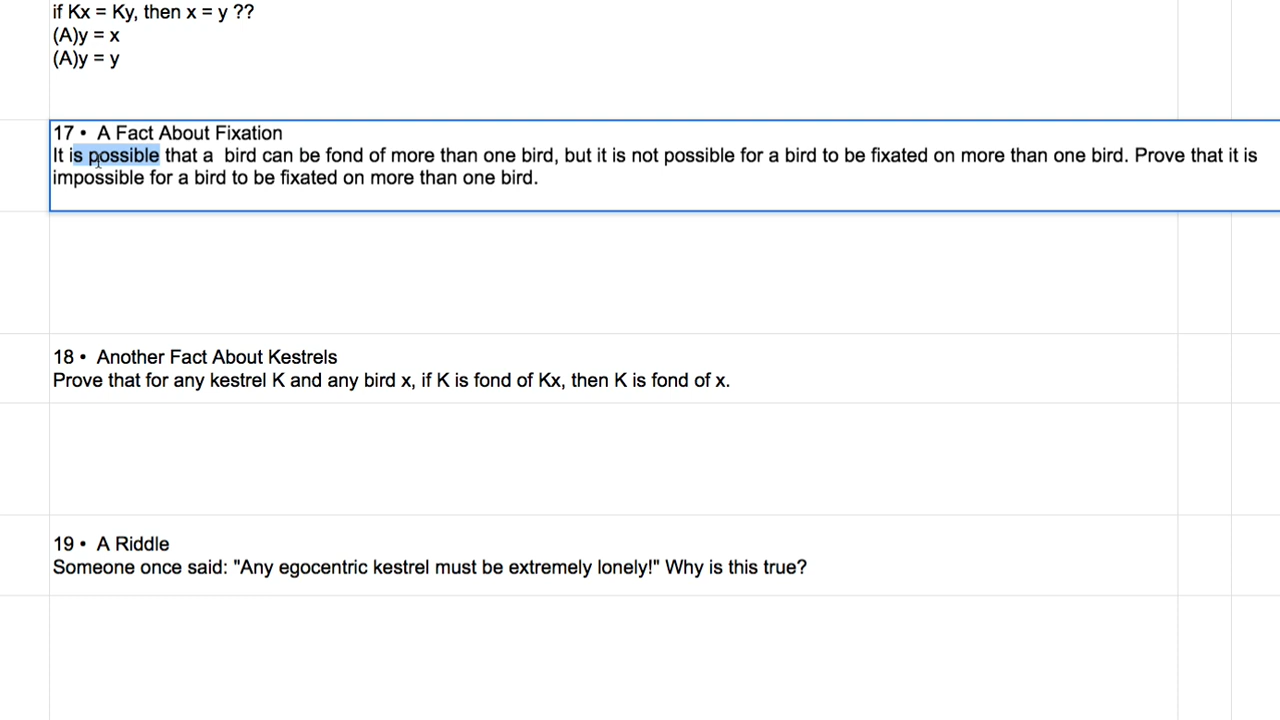 if Kx = Ky, then x = y ??
(A)y = x
(A)y = y
17 • A Fact About Fixation
It is possible that a  bird can be fond of more than one bird, but it is not possible for a bird to be fixated on more than one bird. Prove that it is
impossible for a bird to be fixated on more than one bird.
18 • Another Fact About Kestrels
Prove that for any kestrel K and any bird x, if K is fond of Kx, then K is fond of x.
19 • A Riddle
Someone once said: "Any egocentric kestrel must be extremely lonely!" Why is this true?